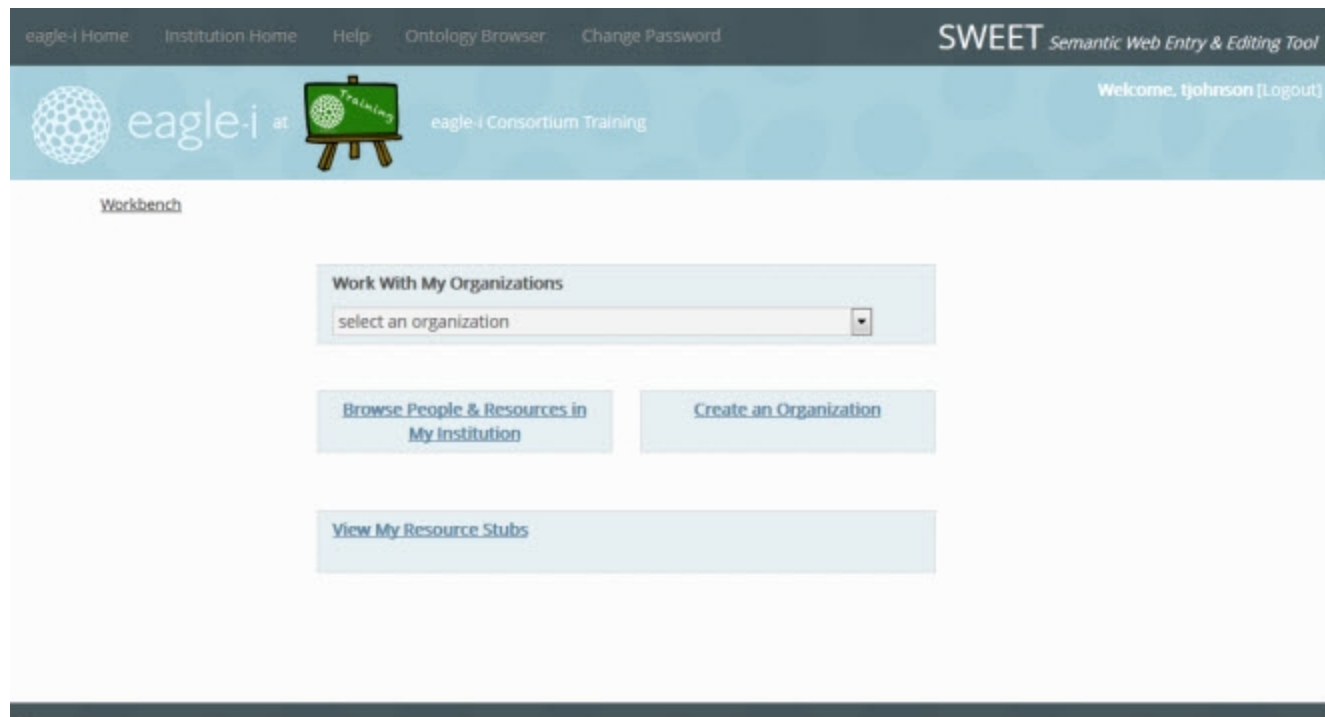 eagle-i Home Institution Home Help Ontology Browser Change Password SWEET Semantic Web Entry & Editing Tool
Welcome, tjohnson [Logout]
eagle-i at Training eagle-i Consortium Training
Workbench
Work With My Organizations
select an organization
Browse People & Resources in
My Institution
Create an Organization
View My Resource Stubs